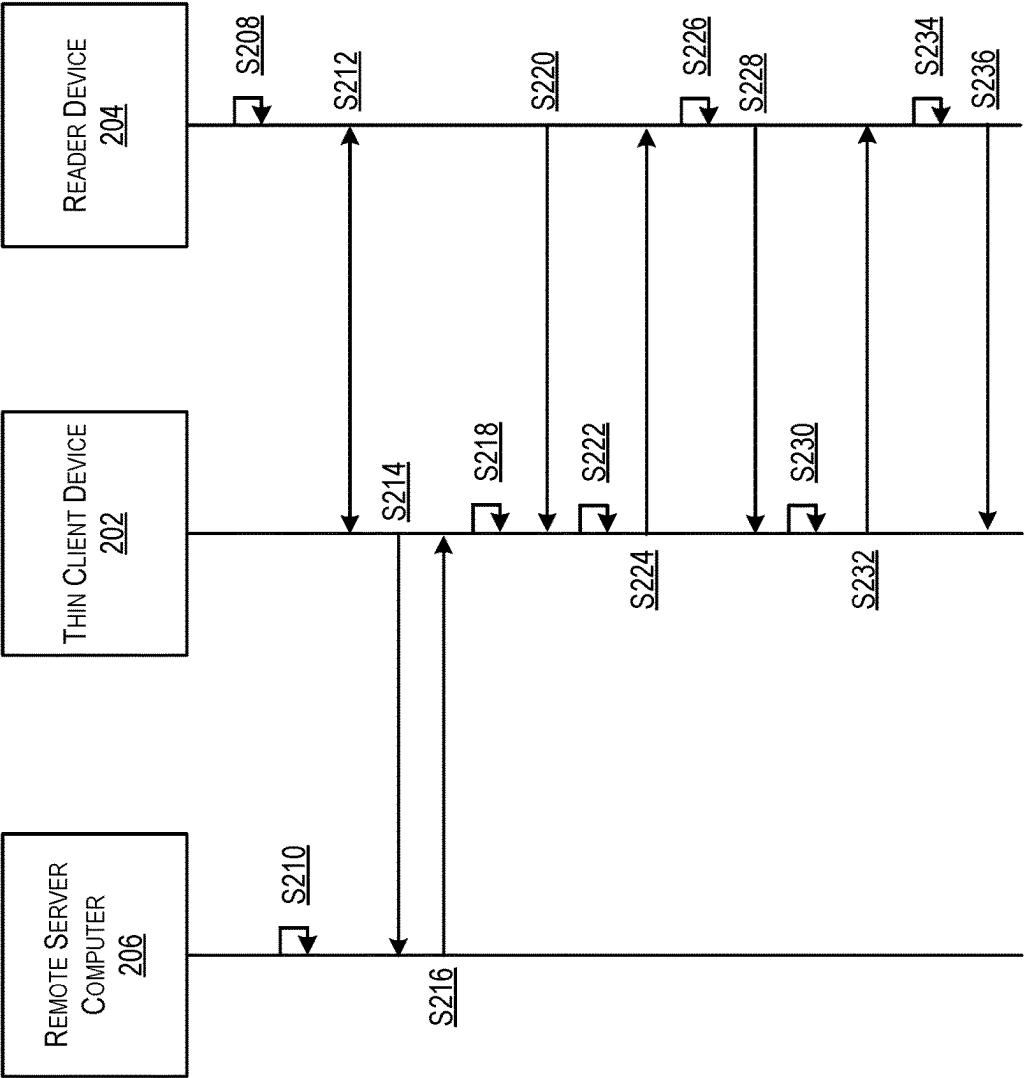 REMOTE SERVER
COMPUTER
206
THIN CLIENT DEVICE
202
READER DEVICE
204
S208
S210
S212
S214
S216
S218
S220
S222
S224
S226
S228
S230
S232
S234
S236